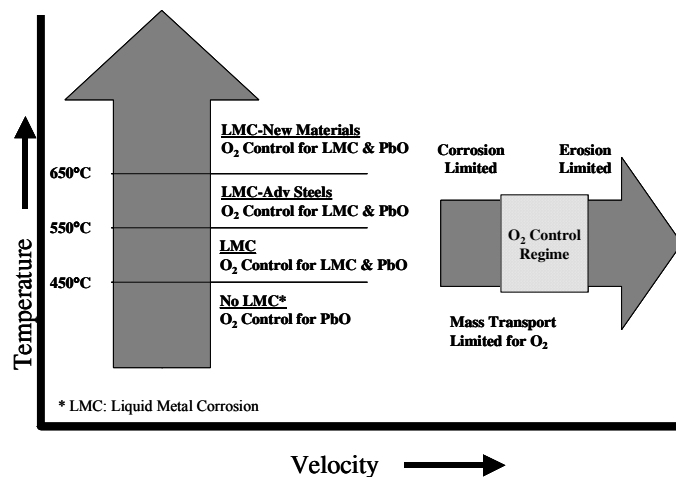 LMC-New Materials
O₂ Control for LMC & PbO
650°C
LMC-Adv Steels
O₂ Control for LMC & PbO
550°C
LMC
O₂ Control for LMC & PbO
450°C
No LMC*
O₂ Control for PbO
* LMC: Liquid Metal Corrosion
Temperature
Corrosion
Limited
Erosion
Limited
O₂ Control
Regime
Mass Transport
Limited for O₂
Velocity